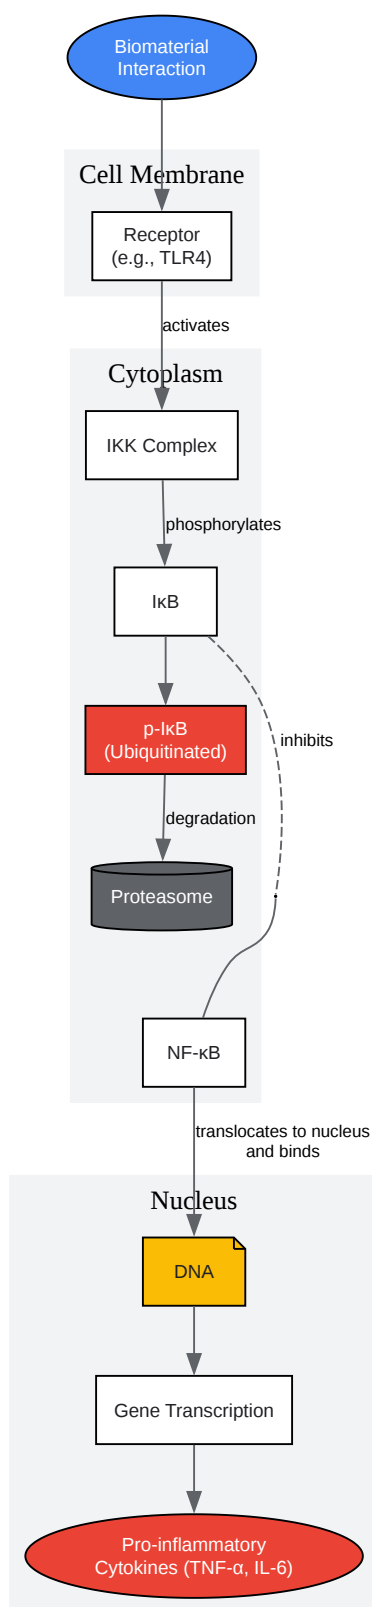 Biomaterial
Interaction
Cell Membrane
Receptor
(e.g., TLR4)
activates
Cytoplasm
IKK Complex
phosphorylates
IκB
p-IκB
(Ubiquitinated)
inhibits
degradation
Proteasome
NF-κB
translocates to nucleus
and binds
Nucleus
DNA
Gene Transcription
Pro-inflammatory
Cytokines (TNF-α, IL-6)